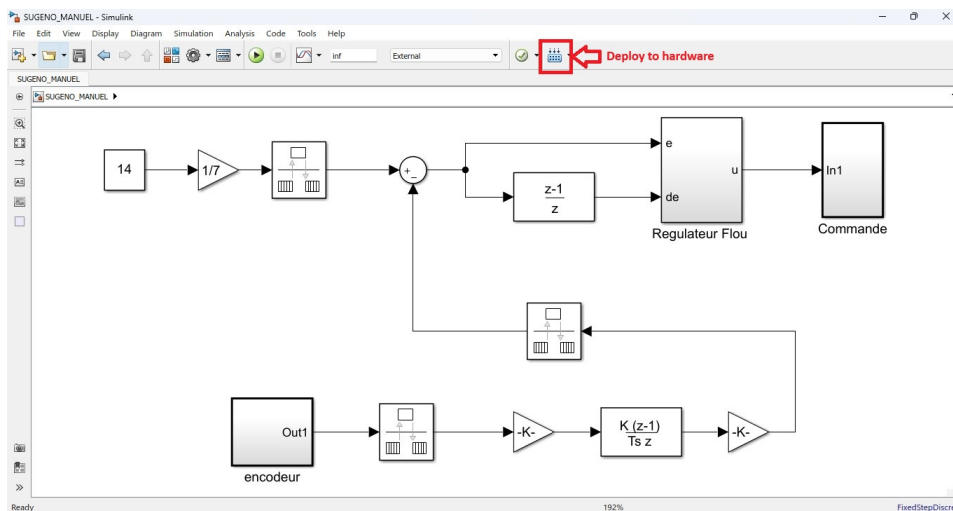 SUGENO_MANUEL - Simulink
File Edit View Display Diagram Simulation Analysis Code Tools Help
inf External Deploy to hardware
SUGENO_MANUEL
SUGENO_MANUEL
14
1/7
+
_
z-1
z
e
de
u
Regulateur Flou
In1
Commande
Out1
encodeur
-K-
K (z-1)
Ts z
-K-
Ready 192% FixedStepDiscre